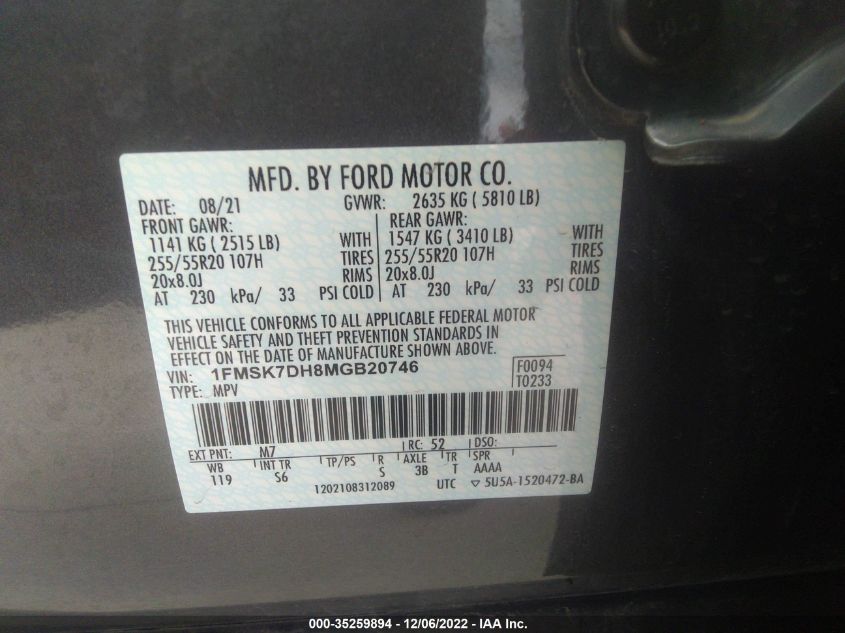 MFD. BY FORD MOTOR CO.
DATE: 08/21 GVWR: 2635 KG ( 5810 LB)
FRONT GAWR: REAR GAWR:
1141 KG ( 2515 LB) WITH 1547 KG ( 3410 LB) WITH
255/55R20 107H TIRES 255/55R20 107H TIRES
20x8.0J RIMS 20x8.0J RIMS
AT 230 kPa/ 33 PSI COLD AT 230 kPa/ 33 PSI COLD
THIS VEHICLE CONFORMS TO ALL APPLICABLE FEDERAL MOTOR
VEHICLE SAFETY AND THEFT PREVENTION STANDARDS IN
EFFECT ON THE DATE OF MANUFACTURE SHOWN ABOVE.
VIN: 1FMSK7DH8MGB20746 F0094
TYPE: MPV T0233
EXT PNT: M7 RC: 52 DSO:
WB INT TR TP/PS R AXLE TR SPR
119 S6 S 3B T AAAA
1202108312089 UTC ▽ 5U5A-1520472-BA
000-35259894 - 12/06/2022 - IAA Inc.